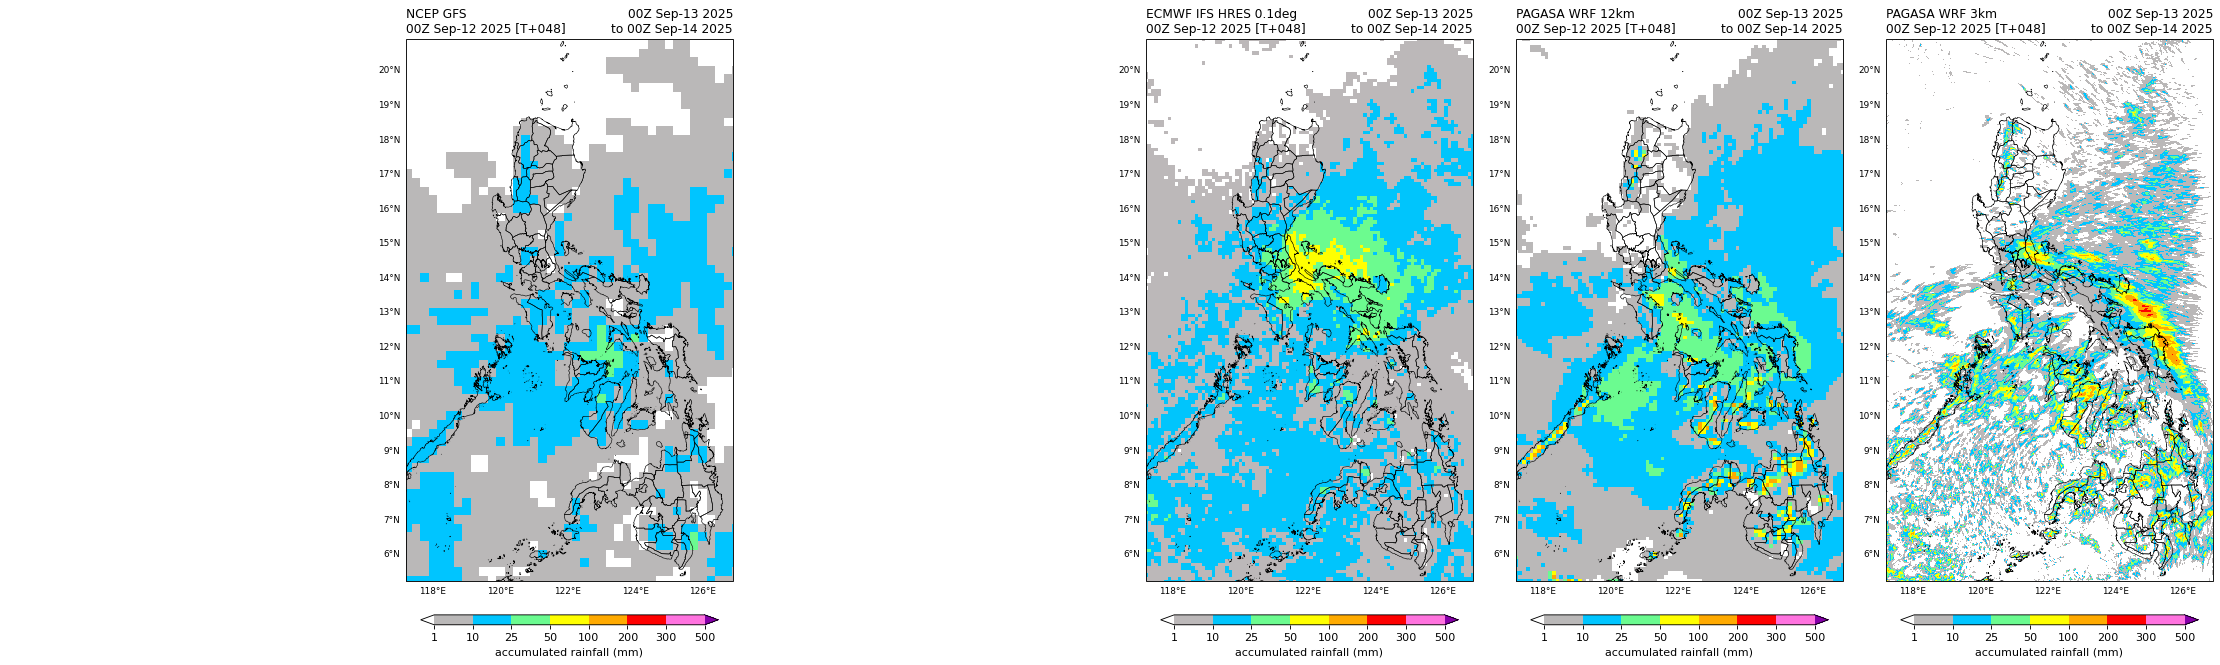 NCEP GFS 00Z Sep-13 2025
00Z Sep-12 2025 [T+048] to 00Z Sep-14 2025
20°N
19°N
18°N
17°N
16°N
15°N
14°N
13°N
12°N
11°N
10°N
9°N
8°N
7°N
6°N
118°E 120°E 122°E 124°E 126°E
1 10 25 50 100 200 300 500
accumulated rainfall (mm)
ECMWF IFS HRES 0.1deg 00Z Sep-13 2025
00Z Sep-12 2025 [T+048] to 00Z Sep-14 2025
20°N
19°N
18°N
17°N
16°N
15°N
14°N
13°N
12°N
11°N
10°N
9°N
8°N
7°N
6°N
118°E 120°E 122°E 124°E 126°E
1 10 25 50 100 200 300 500
accumulated rainfall (mm)
PAGASA WRF 12km 00Z Sep-13 2025
00Z Sep-12 2025 [T+048] to 00Z Sep-14 2025
20°N
19°N
18°N
17°N
16°N
15°N
14°N
13°N
12°N
11°N
10°N
9°N
8°N
7°N
6°N
118°E 120°E 122°E 124°E 126°E
1 10 25 50 100 200 300 500
accumulated rainfall (mm)
PAGASA WRF 3km 00Z Sep-13 2025
00Z Sep-12 2025 [T+048] to 00Z Sep-14 2025
20°N
19°N
18°N
17°N
16°N
15°N
14°N
13°N
12°N
11°N
10°N
9°N
8°N
7°N
6°N
118°E 120°E 122°E 124°E 126°E
1 10 25 50 100 200 300 500
accumulated rainfall (mm)